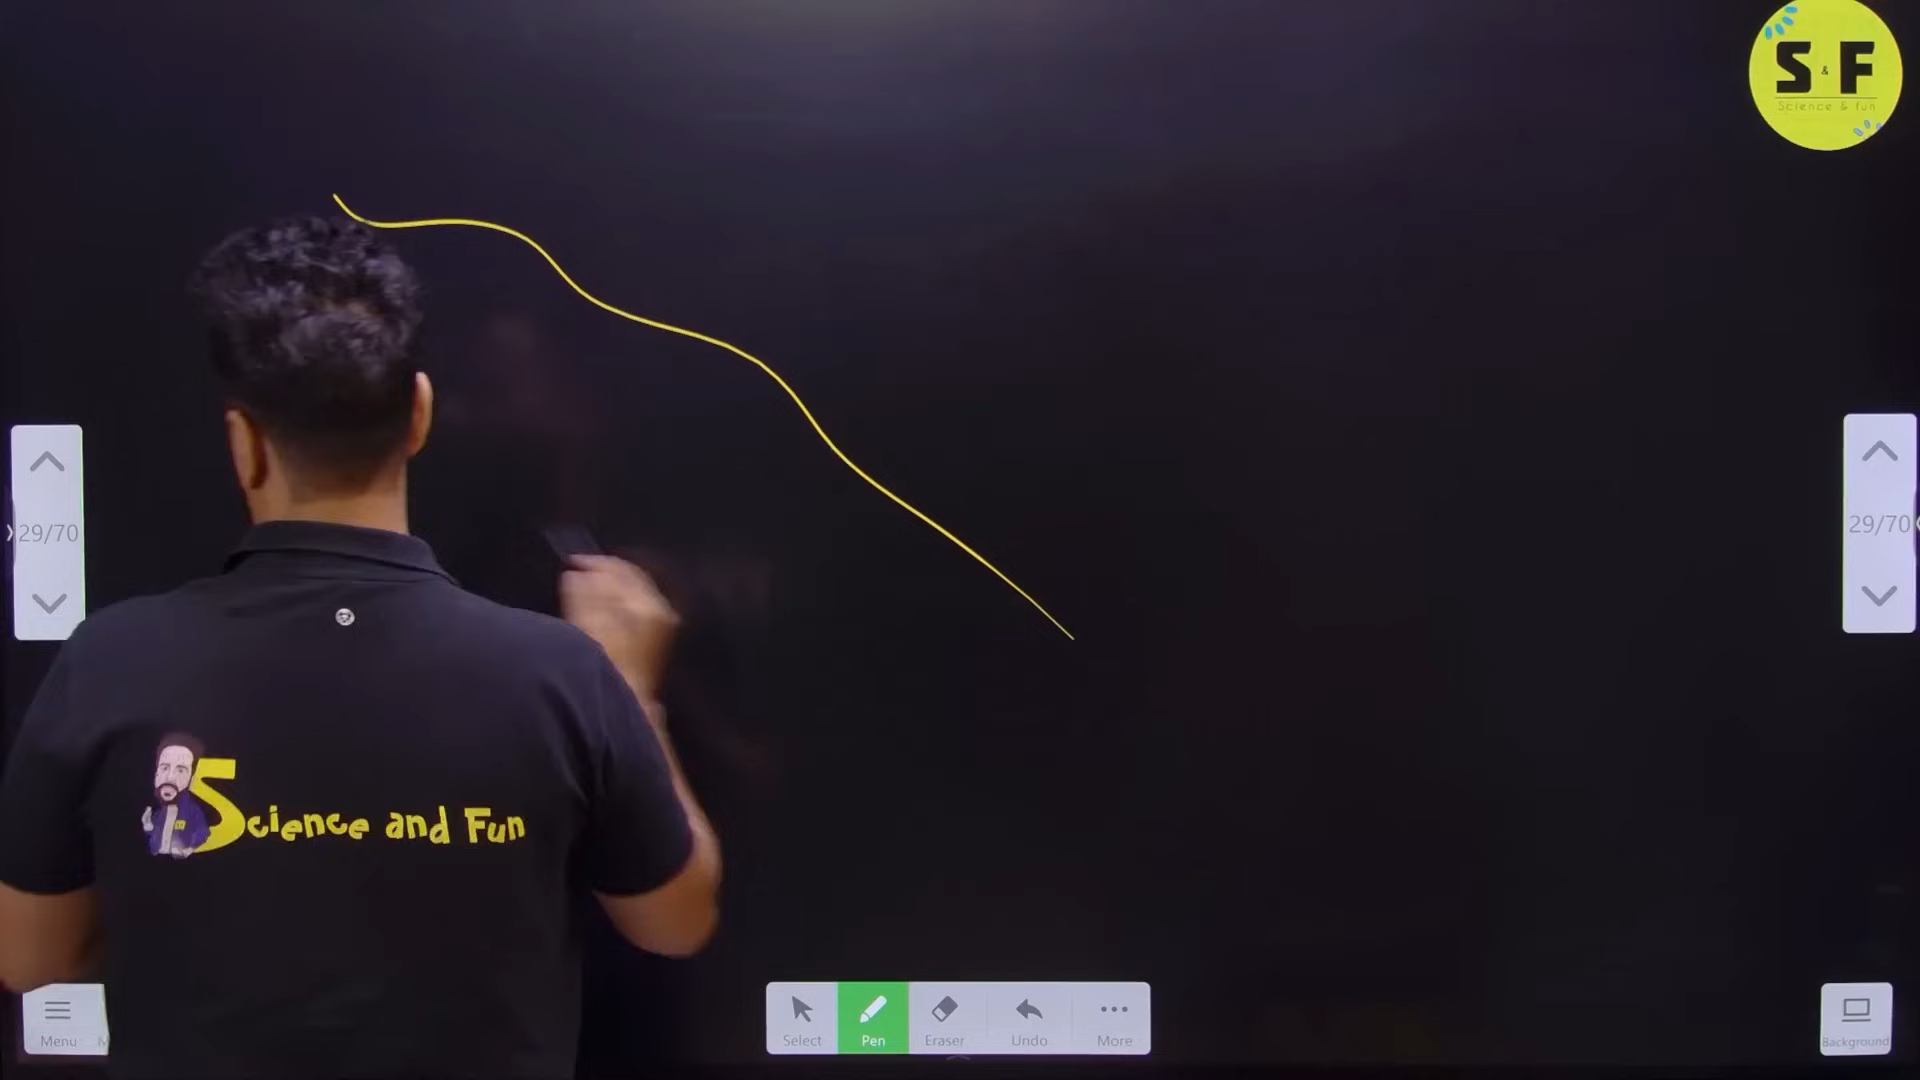 S & F
Science & fun
29/70
29/70
Science and Fun
Menu
Select
Pen
Eraser
Undo
More
Background